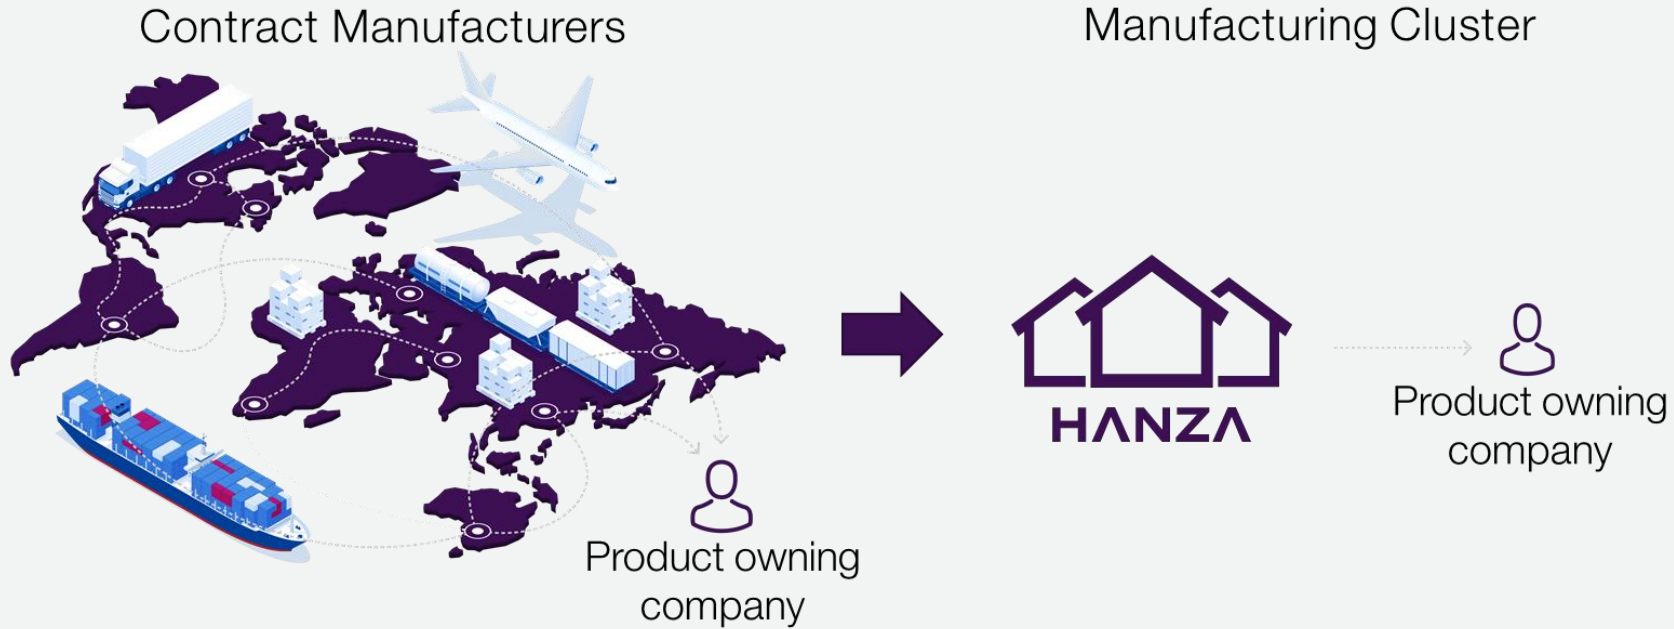 Contract Manufacturers
Manufacturing Cluster
HANZA
Product owning
company
Product owning
company